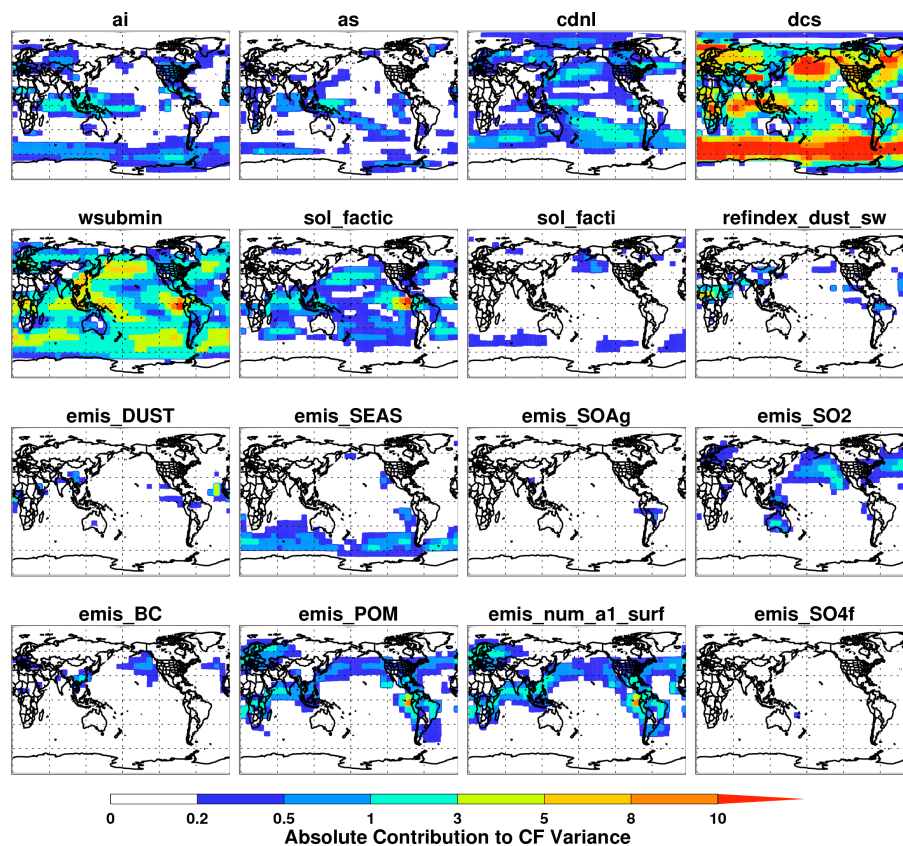 ai as cdnl dcs
wsubmin sol_factic sol_facti refindex_dust_sw
emis_DUST emis_SEAS emis_SOAg emis_SO2
emis_BC emis_POM emis_num_a1_surf emis_SO4f
0 0.2 0.5 1 3 5 8 10
Absolute Contribution to CF Variance